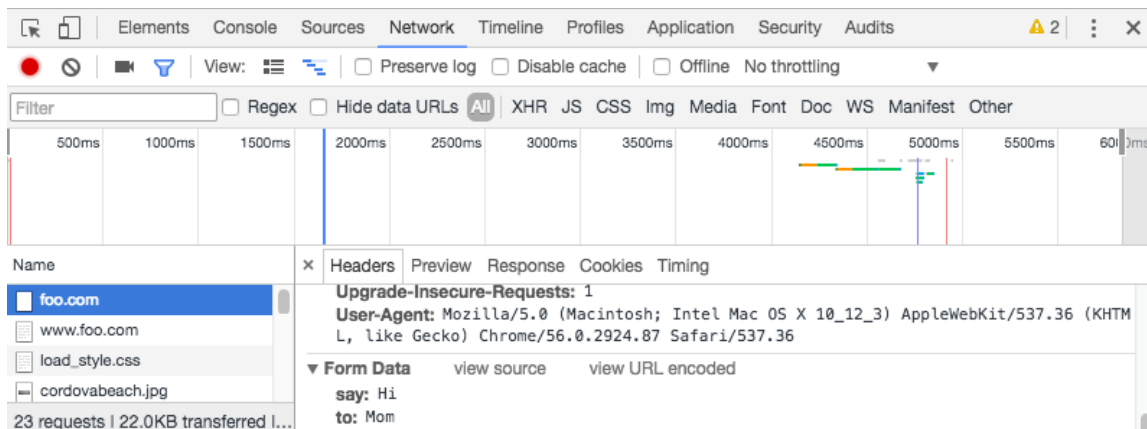 Elements Console Sources Network Timeline Profiles Application Security Audits 2
View: Preserve log Disable cache Offline No throttling
Filter Regex Hide data URLs All XHR JS CSS Img Media Font Doc WS Manifest Other
500ms 1000ms 1500ms 2000ms 2500ms 3000ms 3500ms 4000ms 4500ms 5000ms 5500ms
Name
Headers Preview Response Cookies Timing
foo.com
www.foo.com
load_style.css
cordovabeach.jpg
23 requests | 22.0KB transferred |...
Upgrade-Insecure-Requests: 1
User-Agent: Mozilla/5.0 (Macintosh; Intel Mac OS X 10_12_3) AppleWebKit/537.36 (KHTM
L, like Gecko) Chrome/56.0.2924.87 Safari/537.36
Form Data view source view URL encoded
say: Hi
to: Mom